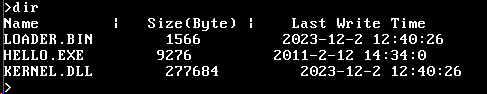 >dir
Name | Size(Byte) | Last Write Time
LOADER.BIN 1566 2023-12-2 12:40:26
HELLO.EXE 9276 2011-2-12 14:34:0
KERNEL.DLL 277684 2023-12-2 12:40:26
>